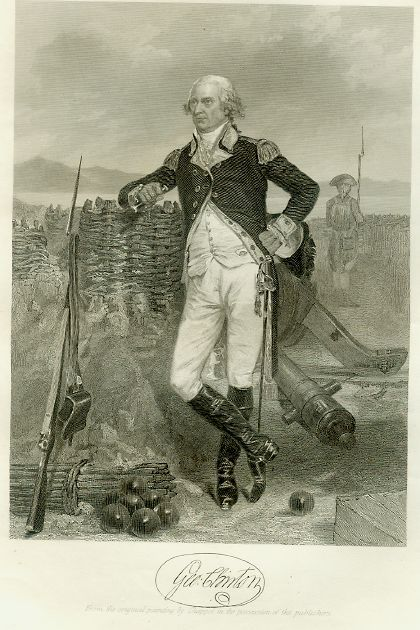 Geo: Clinton
From the original painting by Chappel in the possession of the publishers.